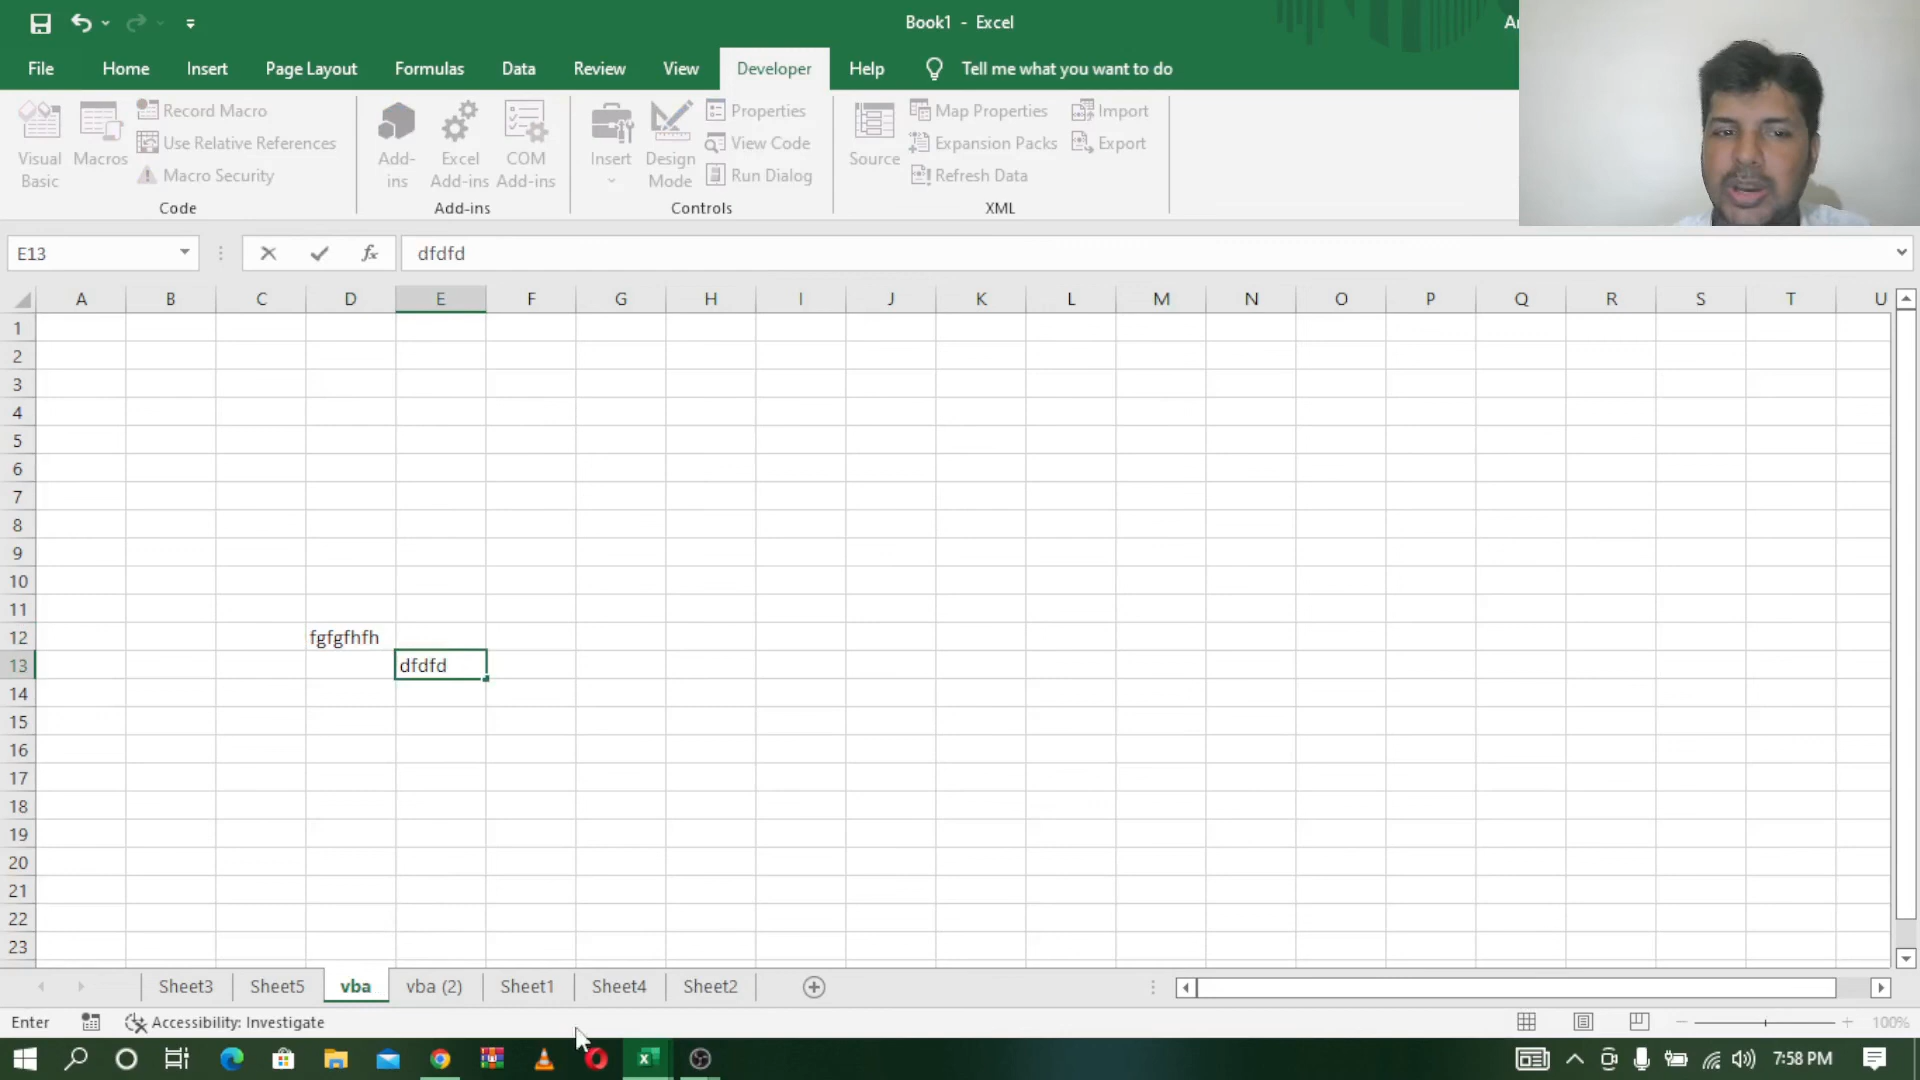 Book1 - Excel
File Home Insert Page Layout Formulas Data Review View Developer Help Tell me what you want to do
Visual Basic
Macros
Record Macro
Use Relative References
Macro Security
Code
Add-ins
Excel Add-ins
COM Add-ins
Add-ins
Insert
Design Mode
Properties
View Code
Run Dialog
Controls
Source
Map Properties
Expansion Packs
Refresh Data
Import
Export
XML
E13 fx dfdfd
A B C D E F G H I J K L M N O P Q R S T U
1
2
3
4
5
6
7
8
9
10
11
12 fgfgfhfh
13 dfdfd
14
15
16
17
18
19
20
21
22
23
Sheet3 Sheet5 vba vba (2) Sheet1 Sheet4 Sheet2
Enter Accessibility: Investigate 100%
7:58 PM